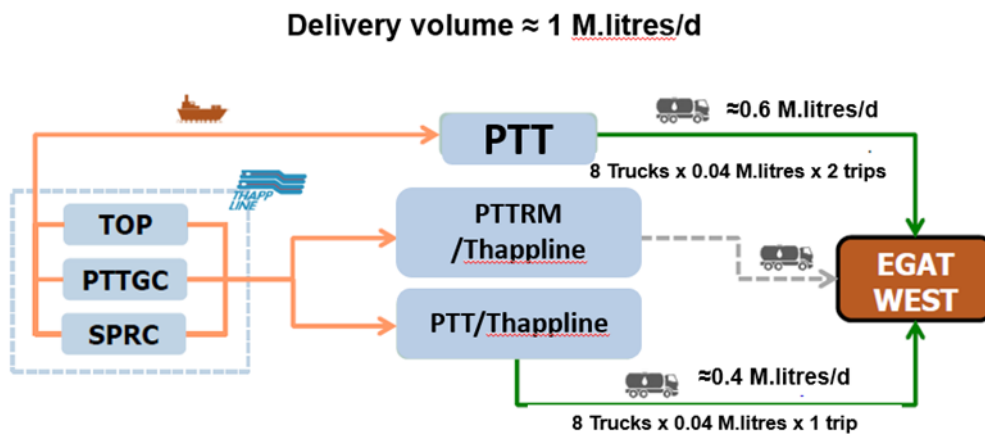 Delivery volume ≈ 1 M.litres/d
≈0.6 M.litres/d
PTT
8 Trucks x 0.04 M.litres x 2 trips
THAPP
LINE
TOP
PTTGC
SPRC
PTTRM
/Thappline
PTT/Thappline
EGAT
WEST
≈0.4 M.litres/d
8 Trucks x 0.04 M.litres x 1 trip